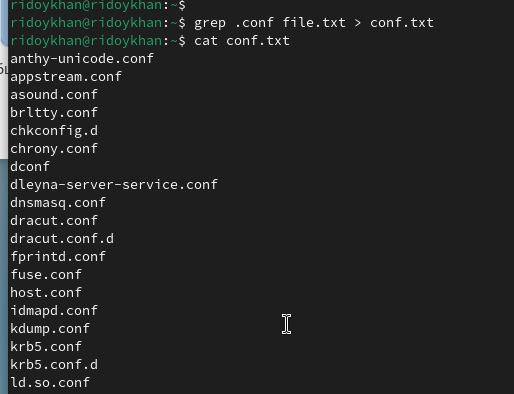 ridoykhan@ridoykhan:~$
ridoykhan@ridoykhan:~$ grep .conf file.txt > conf.txt
ridoykhan@ridoykhan:~$ cat conf.txt
anthy-unicode.conf
appstream.conf
asound.conf
brltty.conf
chkconfig.d
chrony.conf
dconf
dleyna-server-service.conf
dnsmasq.conf
dracut.conf
dracut.conf.d
fprintd.conf
fuse.conf
host.conf
idmapd.conf
kdump.conf
krb5.conf
krb5.conf.d
ld.so.conf